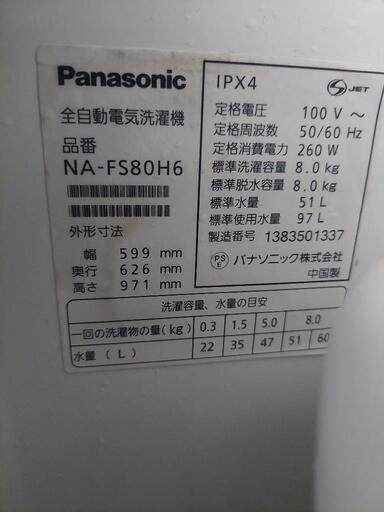 Panasonic
全自動電気洗濯機
品番
NA-FS80H6
外形寸法
幅 599 mm
奥行 626 mm
高さ 971 mm
IPX4
S JET
定格電圧 100 V ～
定格周波数 50/60 Hz
定格消費電力 260 W
標準洗濯容量 8.0 kg
標準脱水容量 8.0 kg
標準水量 51 L
標準使用水量 97 L
製造番号 1383501337
PS E パナソニック株式会社
中国製
洗濯容量、水量の目安
一回の洗濯物の量(kg) 0.3 1.5 5.0 8.0
水量 (L) 22 35 47 51 60